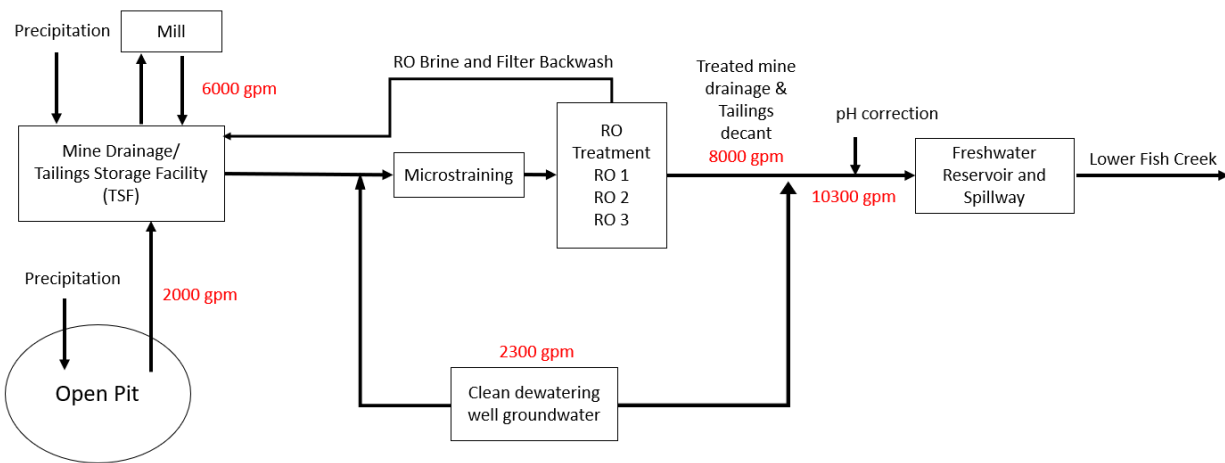 Precipitation
Mill
6000 gpm
RO Brine and Filter Backwash
Mine Drainage/
Tailings Storage Facility
(TSF)
Microstraining
RO
Treatment
RO 1
RO 2
RO 3
Treated mine
drainage &
Tailings
decant
8000 gpm
pH correction
10300 gpm
Freshwater
Reservoir and
Spillway
Lower Fish Creek
Precipitation
2000 gpm
Open Pit
2300 gpm
Clean dewatering
well groundwater